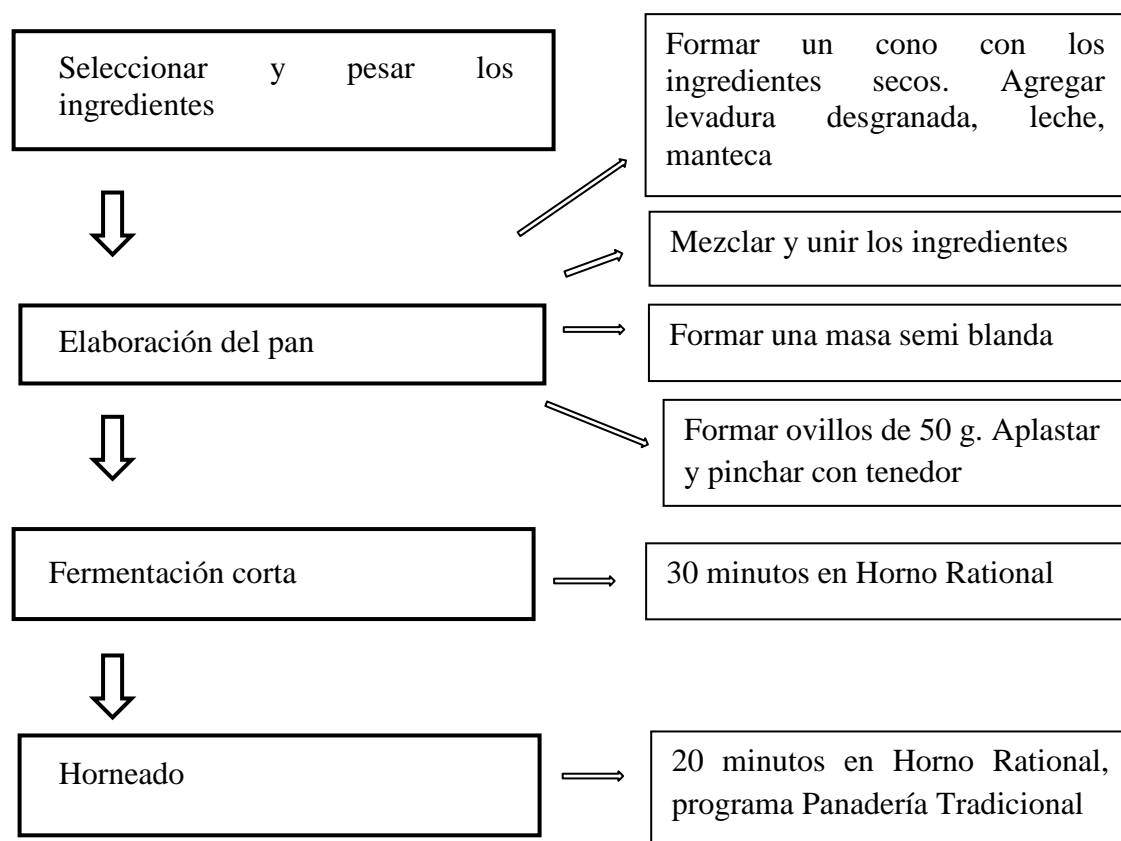 Seleccionar y pesar los
ingredientes
Formar un cono con los
ingredientes secos. Agregar
levadura desgranada, leche,
manteca
Mezclar y unir los ingredientes
Elaboración del pan
Formar una masa semi blanda
Formar ovillos de 50 g. Aplastar
y pinchar con tenedor
Fermentación corta
30 minutos en Horno Rational
Horneado
20 minutos en Horno Rational,
programa Panadería Tradicional